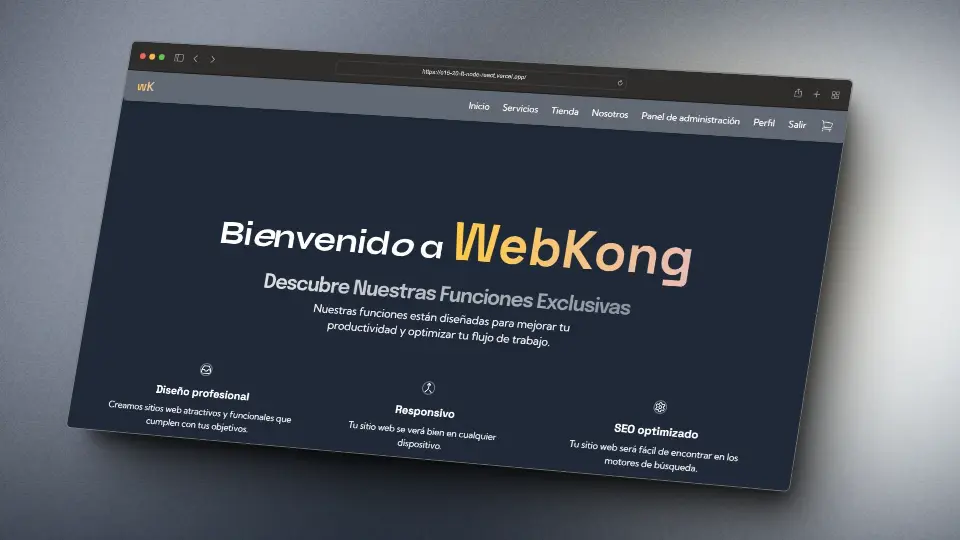 https://s15-20-n-node-react.vercel.app/
wK
Inicio Servicios Tienda Nosotros Panel de administración Perfil Salir
Bienvenido a WebKong
Descubre Nuestras Funciones Exclusivas
Nuestras funciones están diseñadas para mejorar tu
productividad y optimizar tu flujo de trabajo.
Diseño profesional
Creamos sitios web atractivos y funcionales que
cumplen con tus objetivos.
Responsivo
Tu sitio web se verá bien en cualquier
dispositivo.
SEO optimizado
Tu sitio web será fácil de encontrar en los
motores de búsqueda.